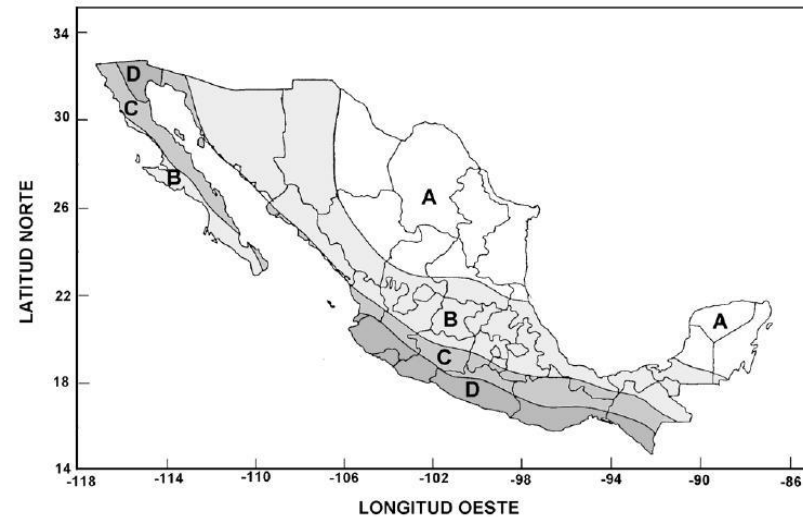 34
30
26
22
18
14
-118
-114
-110
-106
-102
-98
-94
-90
-86
LATITUD NORTE
LONGITUD OESTE
D
C
B
A
A
B
C
D